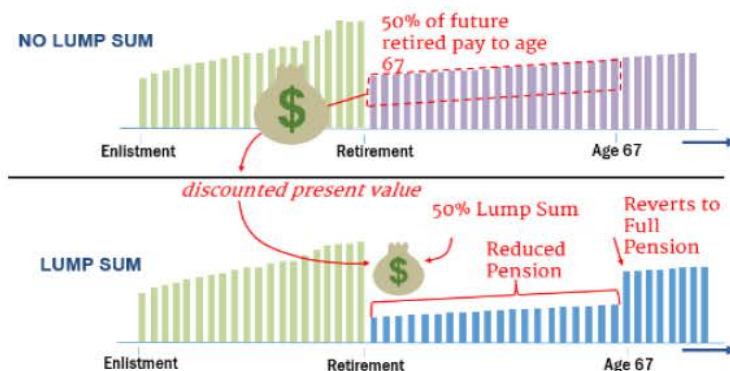 NO LUMP SUM
50% of future
retired pay to age
67
$
Enlistment
Retirement
Age 67
discounted present value
LUMP SUM
$
50% Lump Sum
Reduced
Pension
Reverts to
Full
Pension
Enlistment
Retirement
Age 67